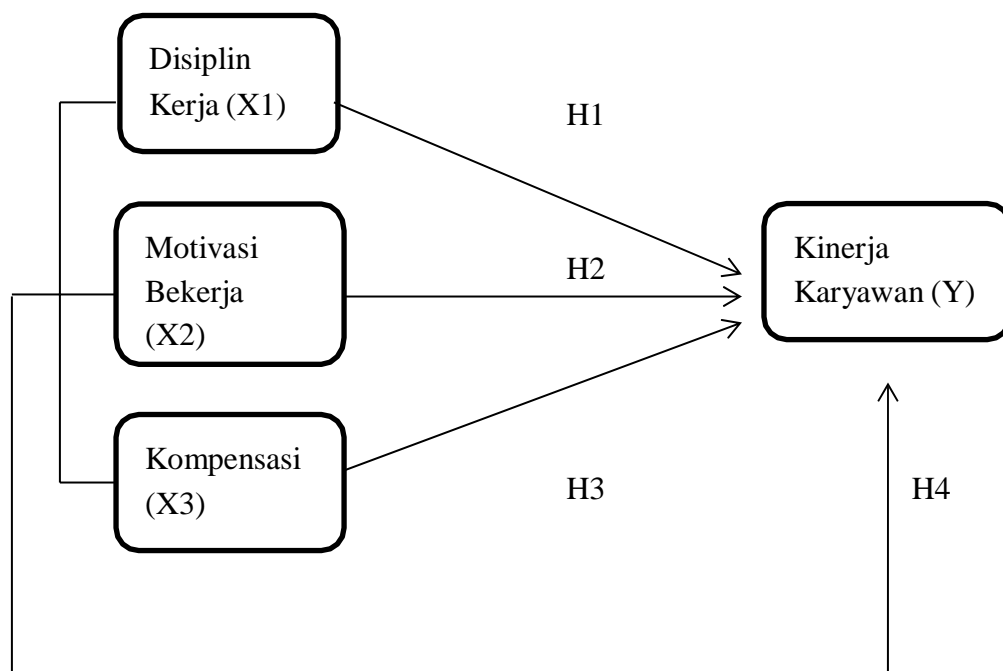 Disiplin
Kerja (X1)
H1
Motivasi
Bekerja
(X2)
H2
Kinerja
Karyawan (Y)
Kompensasi
(X3)
H3
H4